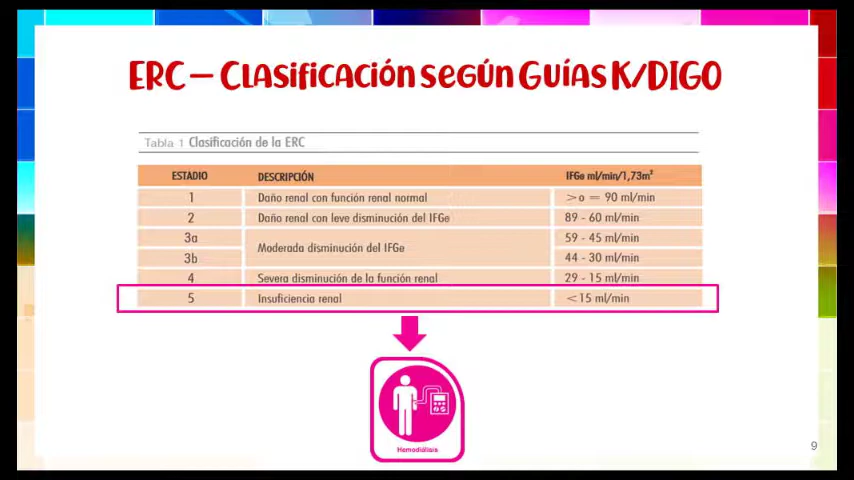 ERC – Clasificación según Guías K/DIGO
Tabla 1 Clasificación de la ERC
ESTADIO DESCRIPCIÓN IFGe ml/min/1,73m²
1 Daño renal con función renal normal >o = 90 ml/min
2 Daño renal con leve disminución del IFGe 89 - 60 ml/min
3a Moderada disminución del IFGe 59 - 45 ml/min
3b 44 - 30 ml/min
4 Severa disminución de la función renal 29 - 15 ml/min
5 Insuficiencia renal <15 ml/min
Hemodiálisis
9